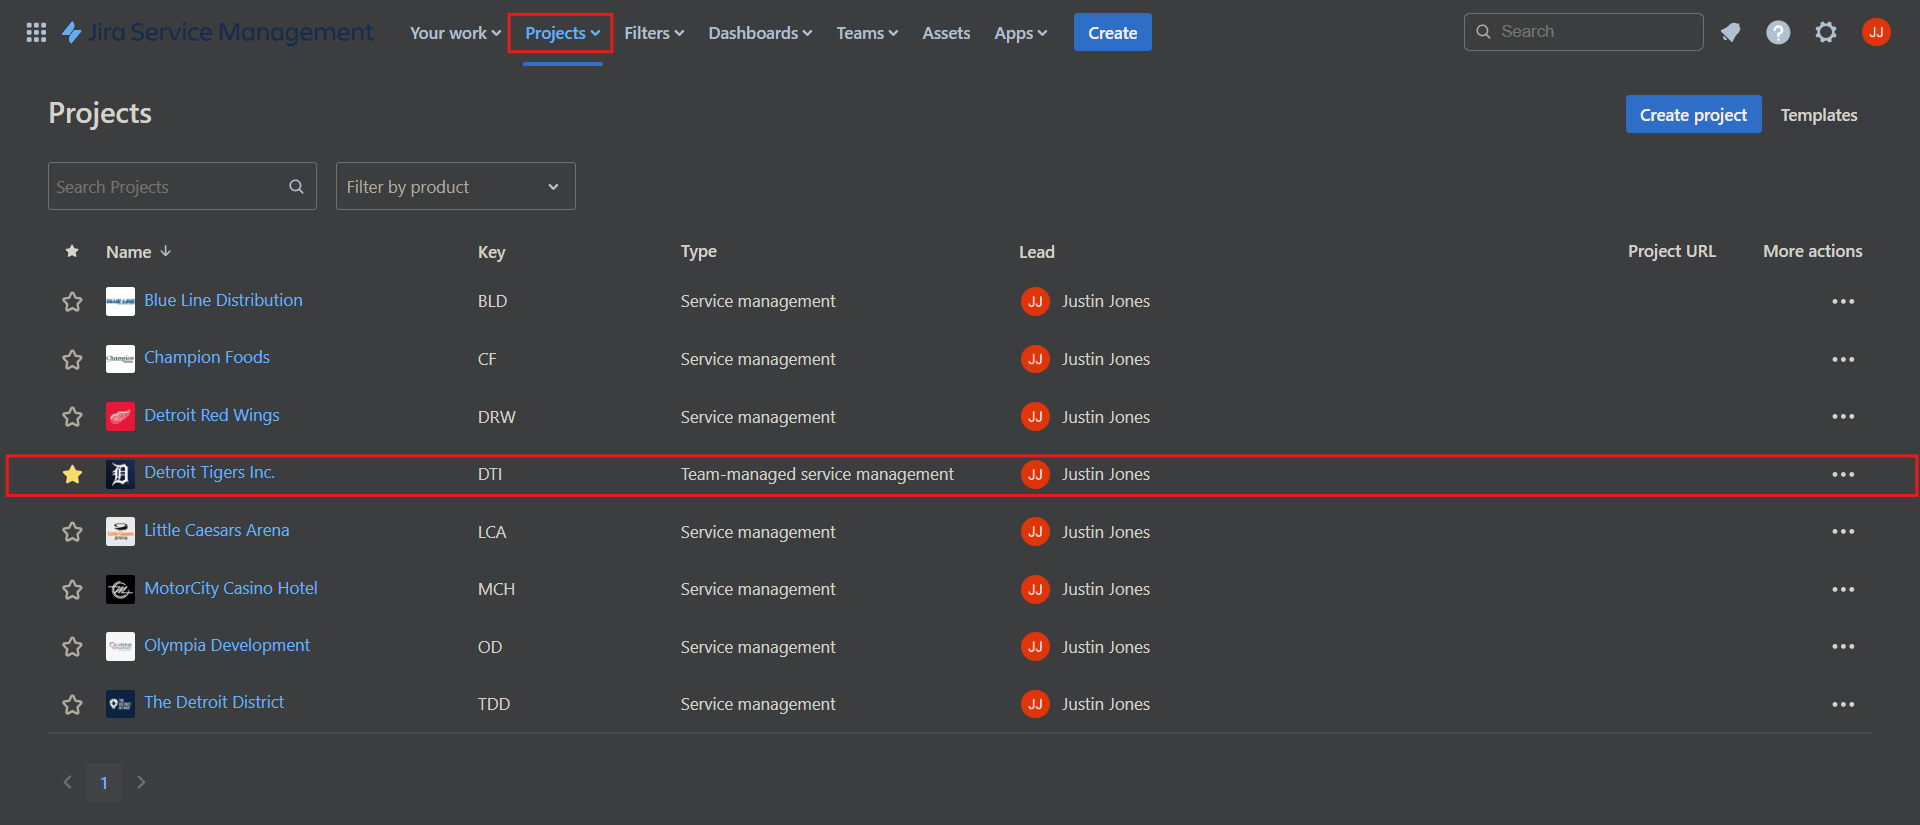 Jira Service Management Your work Projects Filters Dashboards Teams Assets Apps Create Search ? JJ
Projects
Create project Templates
Search Projects Filter by product
Name Key Type Lead Project URL More actions
Blue Line Distribution BLD Service management JJ Justin Jones
Champion Foods CF Service management JJ Justin Jones
Detroit Red Wings DRW Service management JJ Justin Jones
Detroit Tigers Inc. DTI Team-managed service management JJ Justin Jones
Little Caesars Arena LCA Service management JJ Justin Jones
MotorCity Casino Hotel MCH Service management JJ Justin Jones
Olympia Development OD Service management JJ Justin Jones
The Detroit District TDD Service management JJ Justin Jones
1